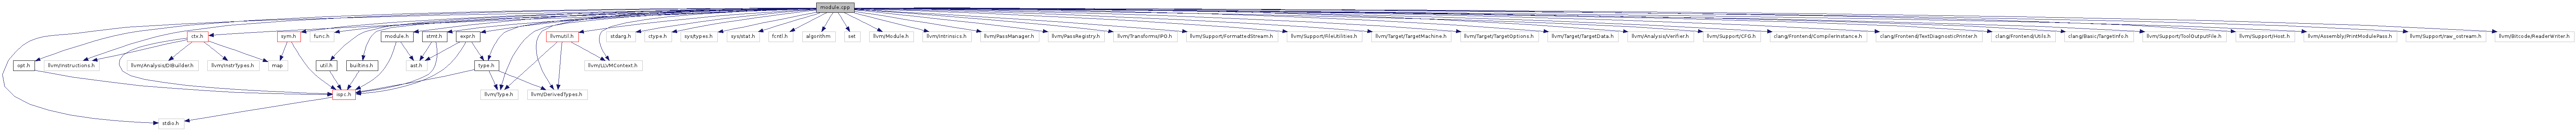 module.cpp
ctx.h
sym.h
func.h
module.h
stmt.h
expr.h
llvmutil.h
stdarg.h
ctype.h
sys/types.h
sys/stat.h
fcntl.h
algorithm
set
llvm/Module.h
llvm/Intrinsics.h
llvm/PassManager.h
llvm/PassRegistry.h
llvm/Transforms/IPO.h
llvm/Support/FormattedStream.h
llvm/Support/FileUtilities.h
llvm/Target/TargetMachine.h
llvm/Target/TargetOptions.h
llvm/Target/TargetData.h
llvm/Analysis/Verifier.h
llvm/Support/CFG.h
clang/Frontend/CompilerInstance.h
clang/Frontend/TextDiagnosticPrinter.h
clang/Frontend/Utils.h
clang/Basic/TargetInfo.h
llvm/Support/ToolOutputFile.h
llvm/Support/Host.h
llvm/Assembly/PrintModulePass.h
llvm/Support/raw_ostream.h
llvm/Bitcode/ReaderWriter.h
opt.h
llvm/Instructions.h
llvm/Analysis/DIBuilder.h
llvm/InstrTypes.h
map
util.h
builtins.h
ast.h
type.h
llvm/LLVMContext.h
ispc.h
llvm/Type.h
llvm/DerivedTypes.h
stdio.h